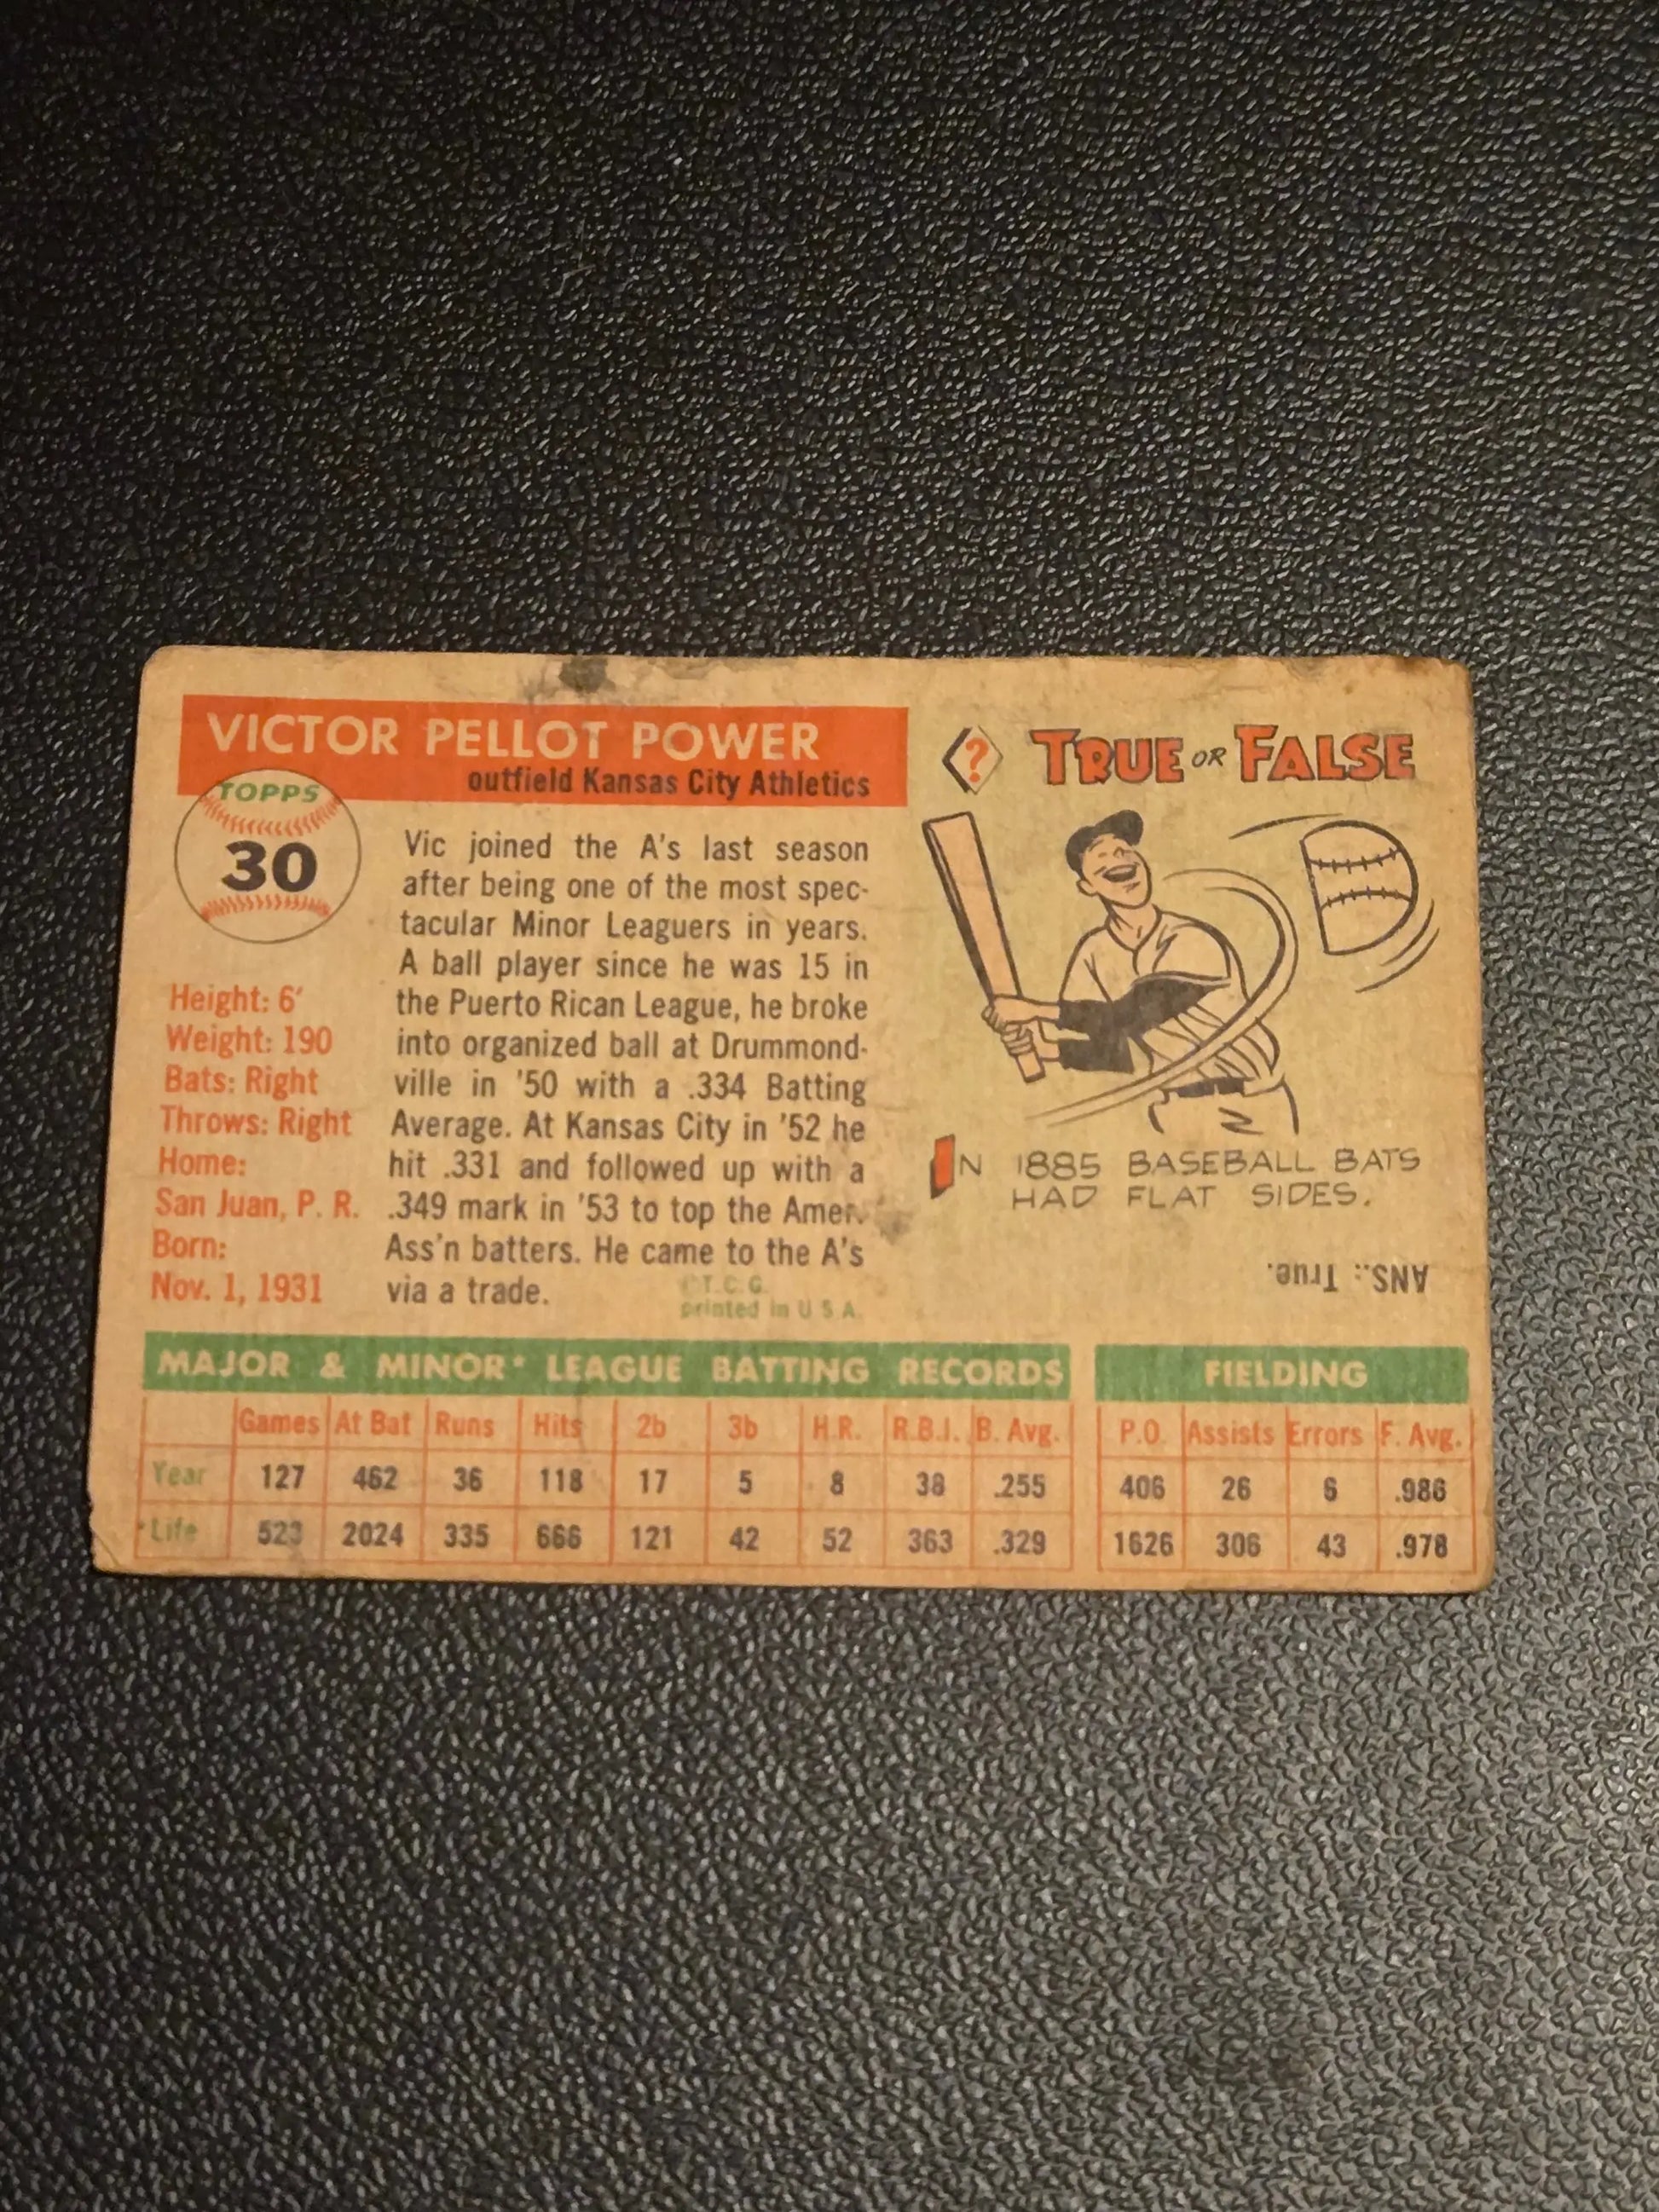 VICTOR PELLOT POWER
outfield Kansas City Athletics
TOPPS
30
Height: 6'
Weight: 190
Bats: Right
Throws: Right
Home:
San Juan, P. R.
Born:
Nov. 1, 1931
Vic joined the A's last season
after being one of the most spec-
tacular Minor Leaguers in years.
A ball player since he was 15 in
the Puerto Rican League, he broke
into organized ball at Drummond-
ville in '50 with a .334 Batting
Average. At Kansas City in '52 he
hit .331 and followed up with a
.349 mark in '53 to top the Amer.
Ass'n batters. He came to the A's
via a trade.
©T.C.G.
printed in U S A.
?
TRUE OR FALSE
IN 1885 BASEBALL BATS
HAD FLAT SIDES.
ANS.: True.
MAJOR & MINOR* LEAGUE BATTING RECORDS
Games At Bat Runs Hits 2b 3b H.R. R.B.I. B. Avg.
Year 127 462 36 118 17 5 8 38 .255
*Life 523 2024 335 666 121 42 52 363 .329
FIELDING
P.O. Assists Errors F. Avg.
406 26 6 .986
1626 306 43 .978